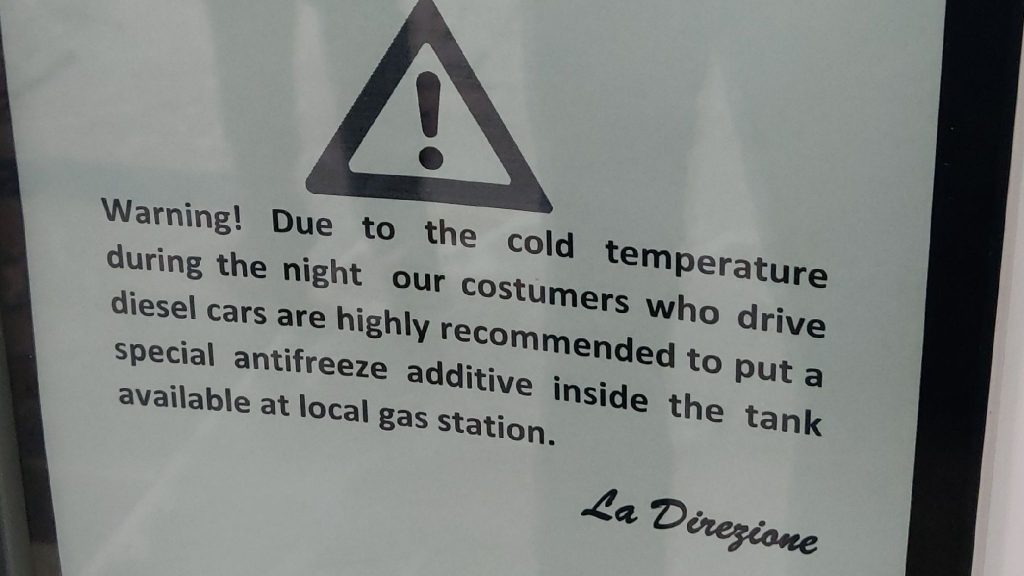 Warning! Due to the cold temperature
during the night our costumers who drive
diesel cars are highly recommended to put a
special antifreeze additive inside the tank
available at local gas station.
La Direzione